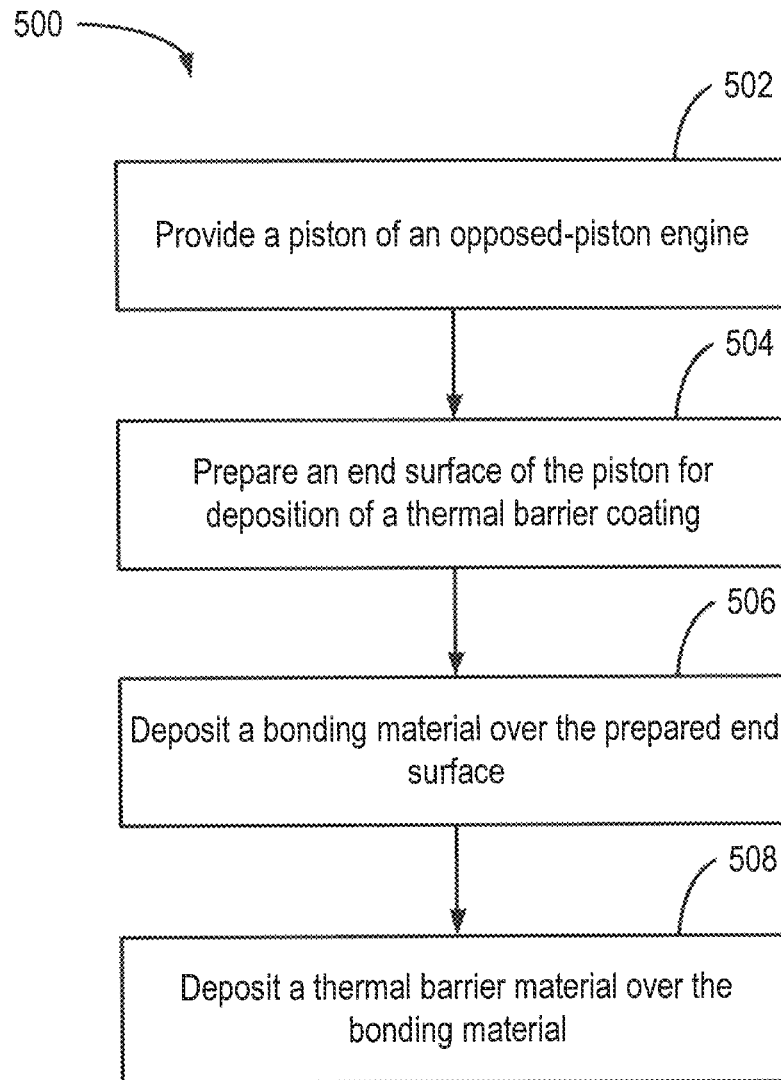 500
502
Provide a piston of an opposed-piston engine
504
Prepare an end surface of the piston for
deposition of a thermal barrier coating
506
Deposit a bonding material over the prepared end
surface
508
Deposit a thermal barrier material over the
bonding material